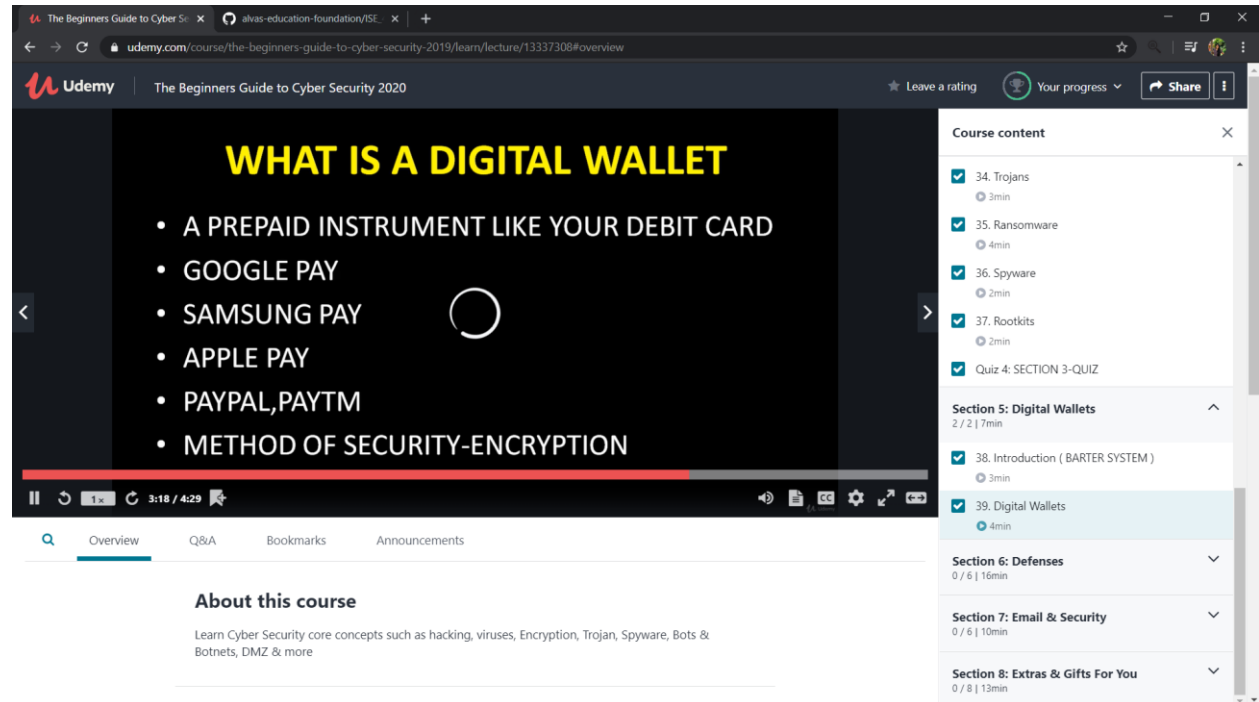 The Beginners Guide to Cyber Se
alvas-education-foundation/ISE_
udemy.com/course/the-beginners-guide-to-cyber-security-2019/learn/lecture/13337308#overview
Udemy
The Beginners Guide to Cyber Security 2020
Leave a rating
Your progress
Share
WHAT IS A DIGITAL WALLET
• A PREPAID INSTRUMENT LIKE YOUR DEBIT CARD
• GOOGLE PAY
• SAMSUNG PAY
• APPLE PAY
• PAYPAL,PAYTM
• METHOD OF SECURITY-ENCRYPTION
1x
3:18 / 4:29
CC
Overview
Q&A
Bookmarks
Announcements
About this course
Learn Cyber Security core concepts such as hacking, viruses, Encryption, Trojan, Spyware, Bots &
Botnets, DMZ & more
Course content
34. Trojans
3min
35. Ransomware
4min
36. Spyware
2min
37. Rootkits
2min
Quiz 4: SECTION 3-QUIZ
Section 5: Digital Wallets
2 / 2 | 7min
38. Introduction ( BARTER SYSTEM )
3min
39. Digital Wallets
4min
Section 6: Defenses
0 / 6 | 16min
Section 7: Email & Security
0 / 6 | 10min
Section 8: Extras & Gifts For You
0 / 8 | 13min